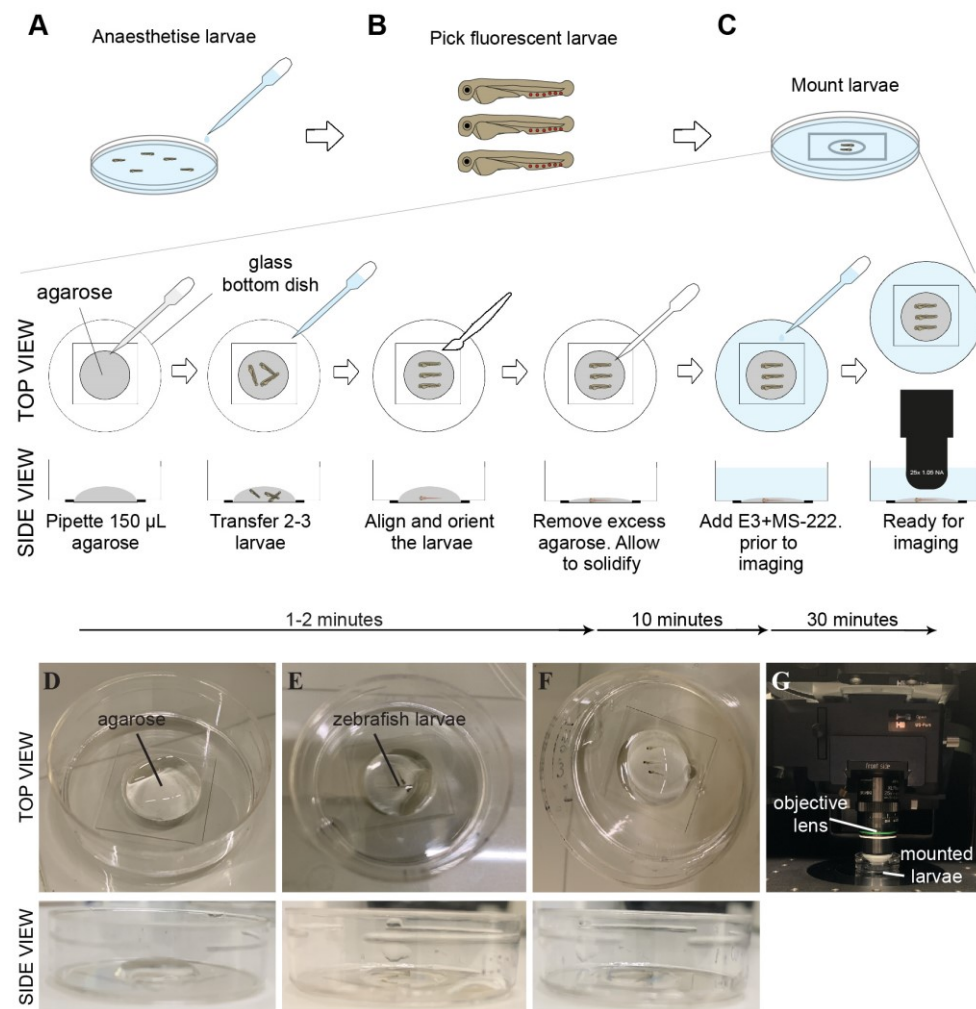 A
Anaesthetise larvae
B
Pick fluorescent larvae
C
Mount larvae
TOP VIEW
agarose
glass
bottom dish
SIDE VIEW
25x 1.05 NA
Pipette 150 µL
agarose
Transfer 2-3
larvae
Align and orient
the larvae
Remove excess
agarose. Allow
to solidify
Add E3+MS-222.
prior to
imaging
Ready for
imaging
1-2 minutes
10 minutes
30 minutes
TOP VIEW
D
agarose
E
zebrafish larvae
F
G
front side
objective
lens
mounted
larvae
SIDE VIEW